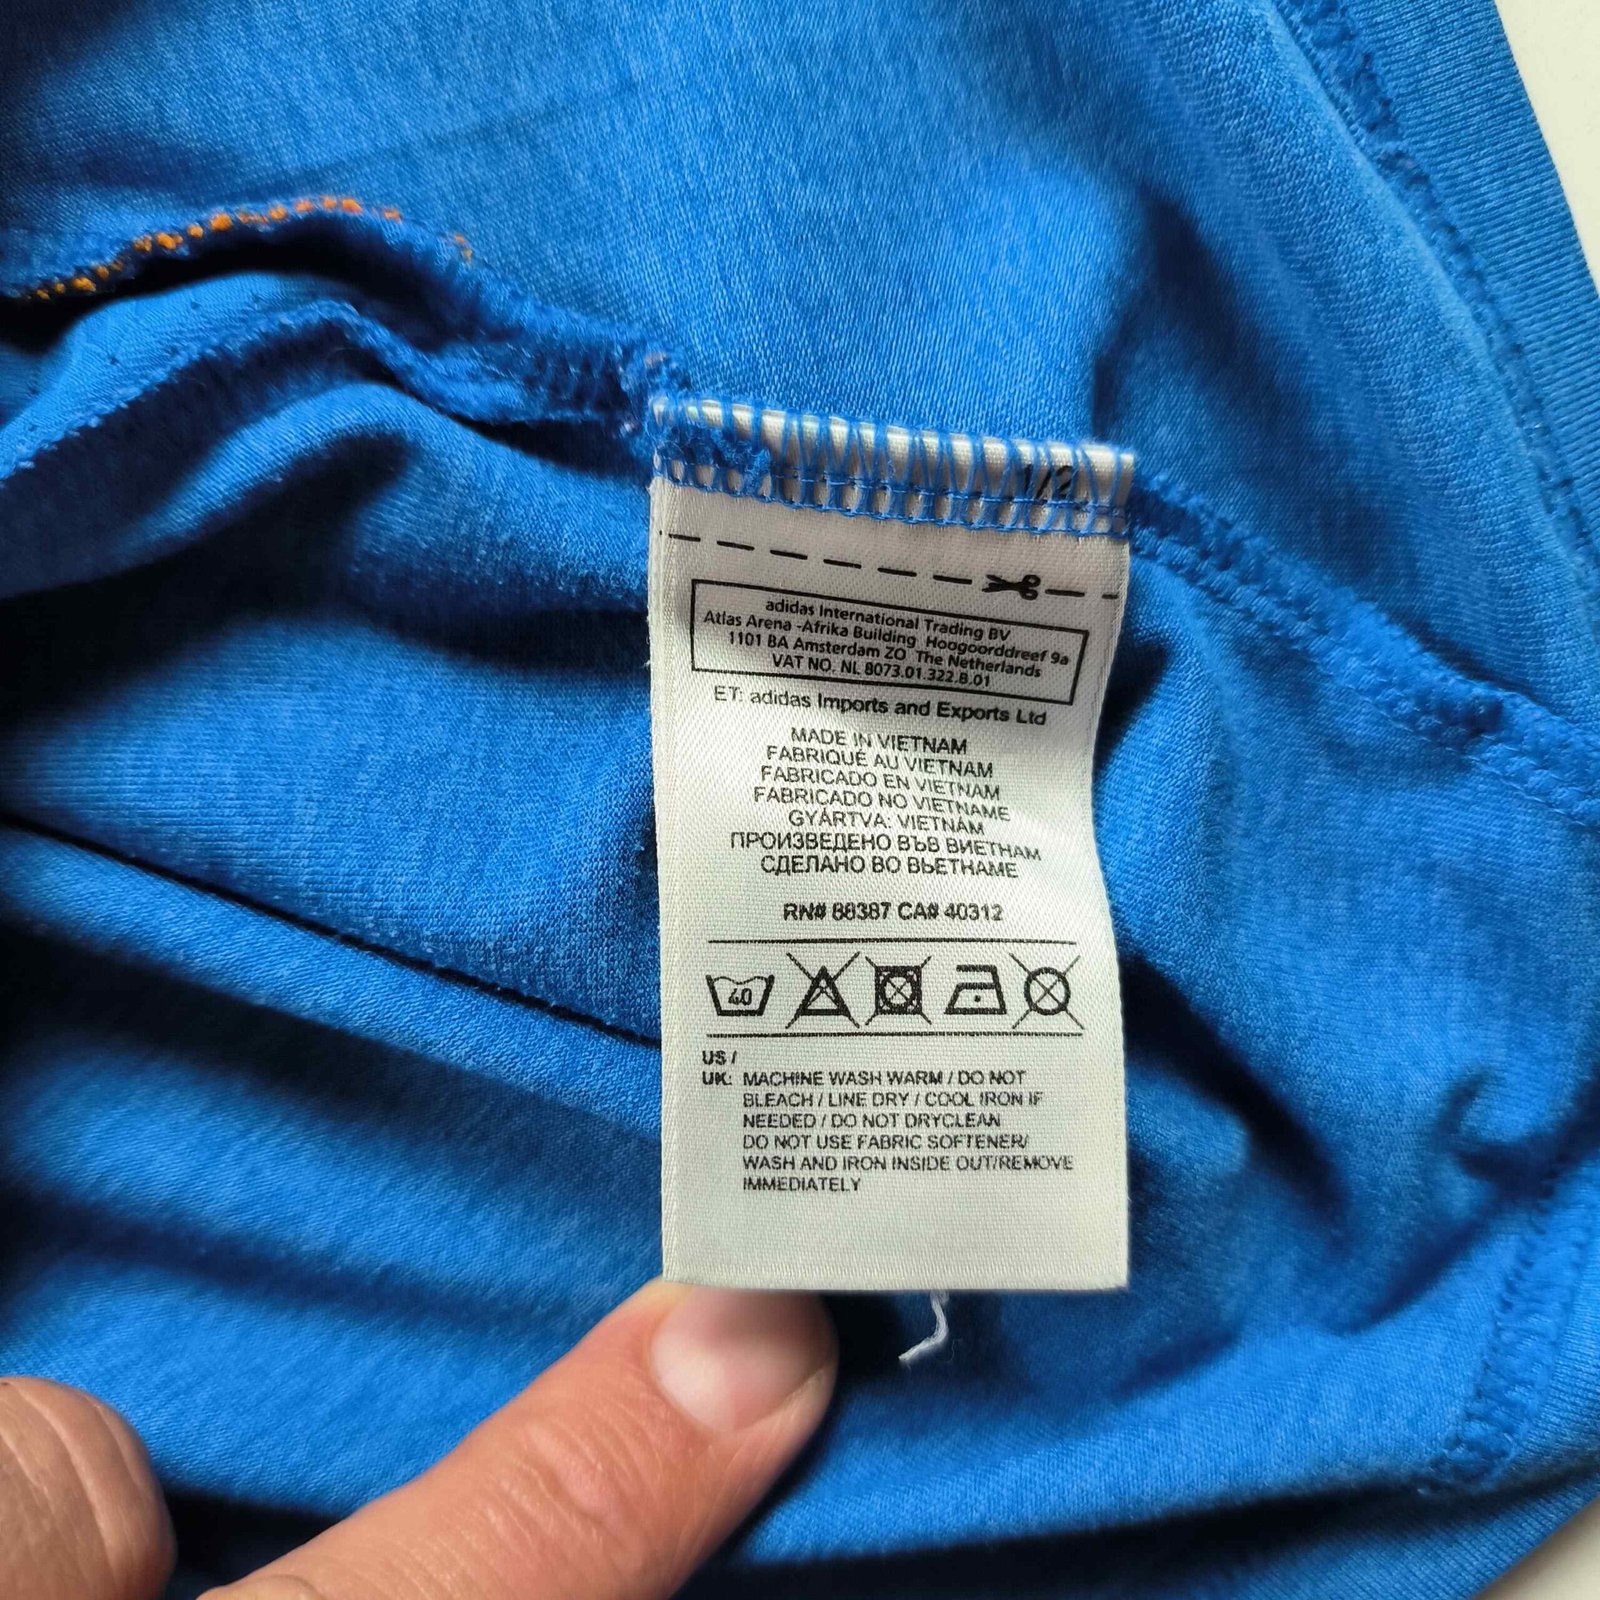 1/2
adidas International Trading BV
Atlas Arena -Afrika Building Hoogoorddreef 9a
1101 BA Amsterdam ZO The Netherlands
VAT NO. NL 8073.01.322.B.01
ET: adidas Imports and Exports Ltd
MADE IN VIETNAM
FABRIQUÉ AU VIETNAM
FABRICADO EN VIETNAM
FABRICADO NO VIETNAME
GYÁRTVA: VIETNÁM
ПРОИЗВЕДЕНО ВЪВ ВИЕТНАМ
СДЕЛАНО ВО ВЬЕТНАМЕ
RN# 88387 CA# 40312
40
US /
UK: MACHINE WASH WARM / DO NOT
BLEACH / LINE DRY / COOL IRON IF
NEEDED / DO NOT DRYCLEAN
DO NOT USE FABRIC SOFTENER/
WASH AND IRON INSIDE OUT/REMOVE
IMMEDIATELY